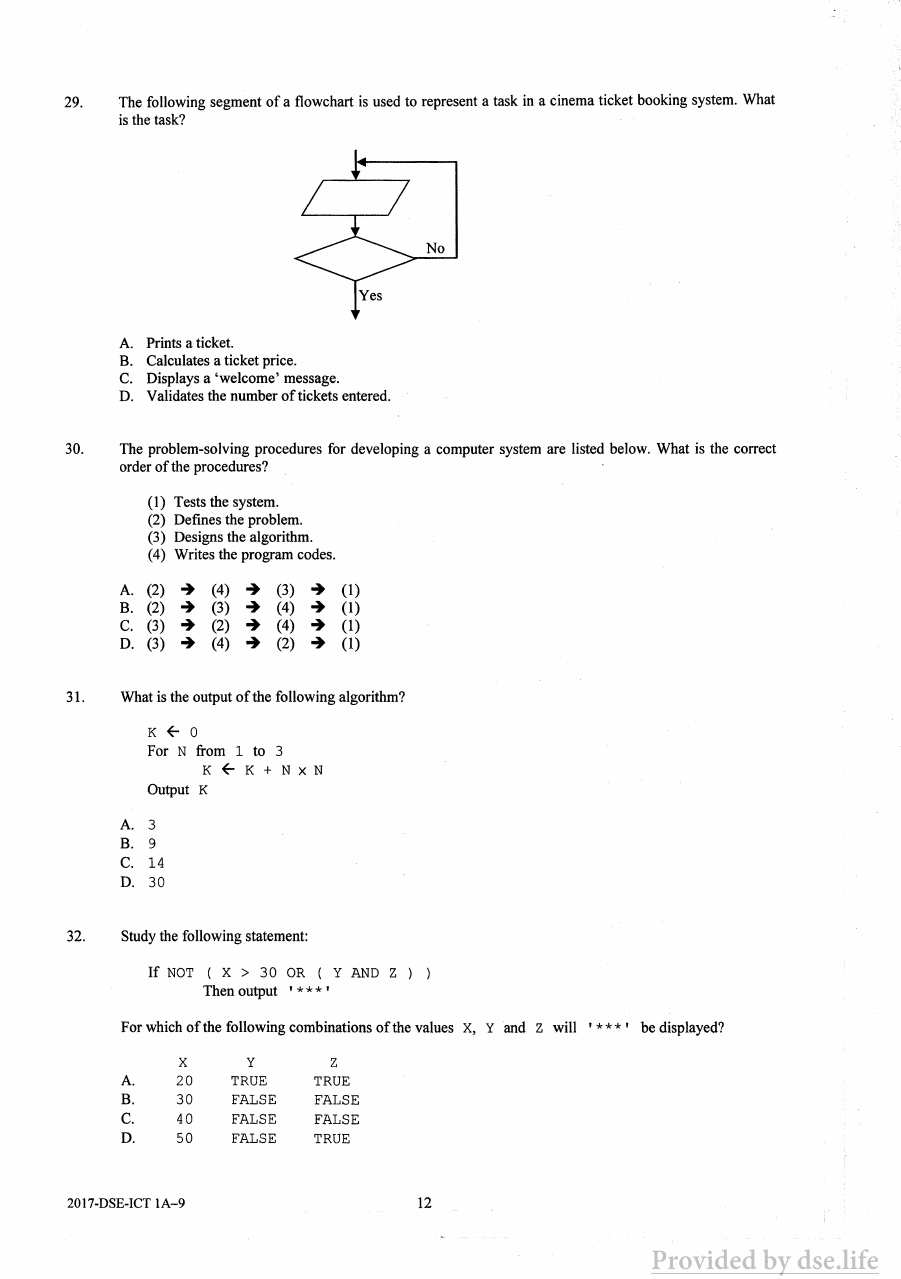 29. The following segment of a flowchart is used to represent a task in a cinema ticket booking system. What
is the task?
No
Yes
A. Prints a ticket.
B. Calculates a ticket price.
C. Displays a ‘welcome’ message.
D. Validates the number of tickets entered.
30. The problem-solving procedures for developing a computer system are listed below. What is the correct
order of the procedures?
(1) Tests the system.
(2) Defines the problem.
(3) Designs the algorithm.
(4) Writes the program codes.
A. (2) ➔ (4) ➔ (3) ➔ (1)
B. (2) ➔ (3) ➔ (4) ➔ (1)
C. (3) ➔ (2) ➔ (4) ➔ (1)
D. (3) ➔ (4) ➔ (2) ➔ (1)
31. What is the output of the following algorithm?
K ← 0
For N from 1 to 3
K ← K + N x N
Output K
A. 3
B. 9
C. 14
D. 30
32. Study the following statement:
If NOT ( X > 30 OR ( Y AND Z ) )
Then output '***'
For which of the following combinations of the values X, Y and Z will '***' be displayed?
X Y Z
A. 20 TRUE TRUE
B. 30 FALSE FALSE
C. 40 FALSE FALSE
D. 50 FALSE TRUE
2017-DSE-ICT 1A–9 12
Provided by dse.life